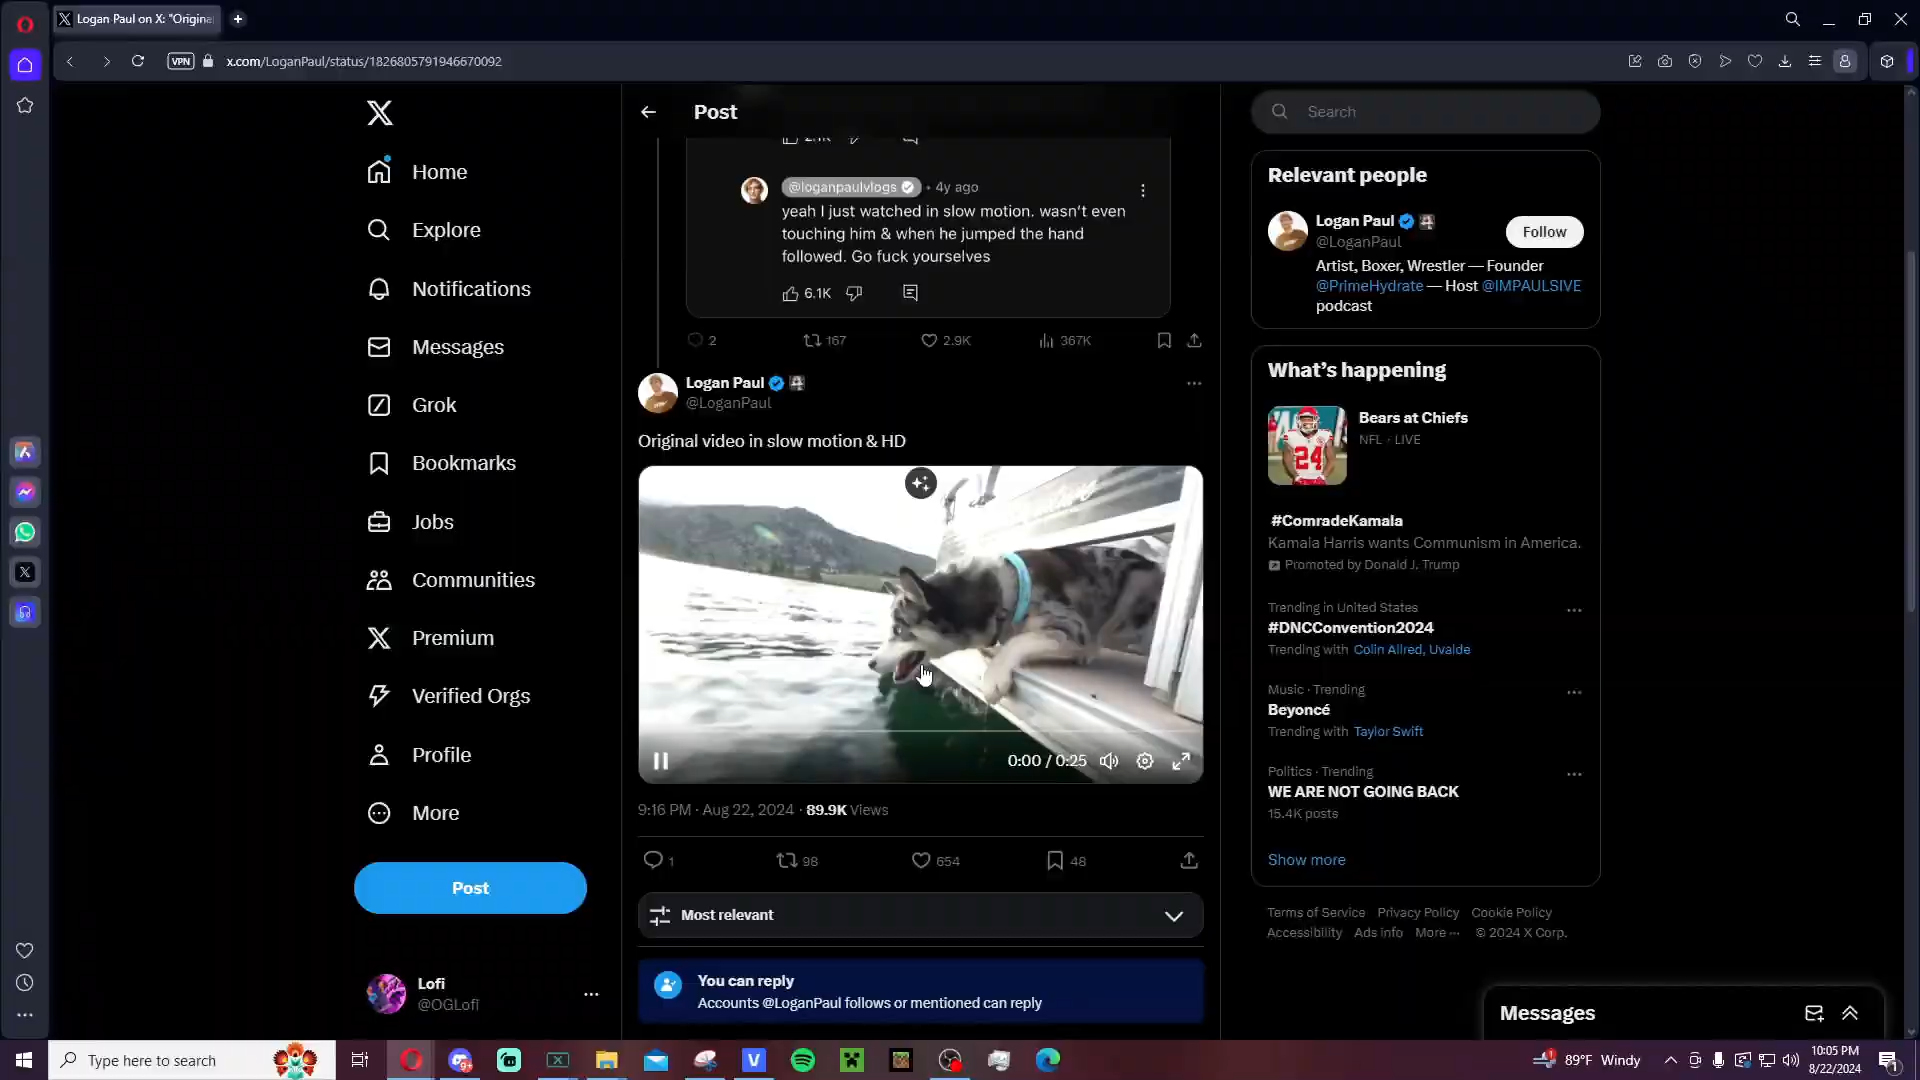 Logan Paul on X: "Origina
VPN
x.com/LoganPaul/status/1826805791946670092
Home
Explore
Notifications
Messages
Grok
Bookmarks
Jobs
Communities
Premium
Verified Orgs
Profile
More
Post
Lofi
@OGLofi
Post
@loganpaulvlogs • 4y ago
yeah I just watched in slow motion. wasn't even
touching him & when he jumped the hand
followed. Go fuck yourselves
6.1K
2 167 2.9K 367K
Logan Paul
@LoganPaul
Original video in slow motion & HD
0:00 / 0:25
9:16 PM · Aug 22, 2024 · 89.9K Views
1 98 654 48
Most relevant
You can reply
Accounts @LoganPaul follows or mentioned can reply
Search
Relevant people
Logan Paul
@LoganPaul
Follow
Artist, Boxer, Wrestler — Founder
@PrimeHydrate — Host @IMPAULSIVE
podcast
What's happening
Bears at Chiefs
NFL · LIVE
24
#ComradeKamala
Kamala Harris wants Communism in America.
Promoted by Donald J. Trump
Trending in United States
#DNCConvention2024
Trending with Colin Allred, Uvalde
Music · Trending
Beyoncé
Trending with Taylor Swift
Politics · Trending
WE ARE NOT GOING BACK
15.4K posts
Show more
Terms of Service Privacy Policy Cookie Policy
Accessibility Ads info More ··· © 2024 X Corp.
Messages
Type here to search
89°F Windy
10:05 PM
8/22/2024